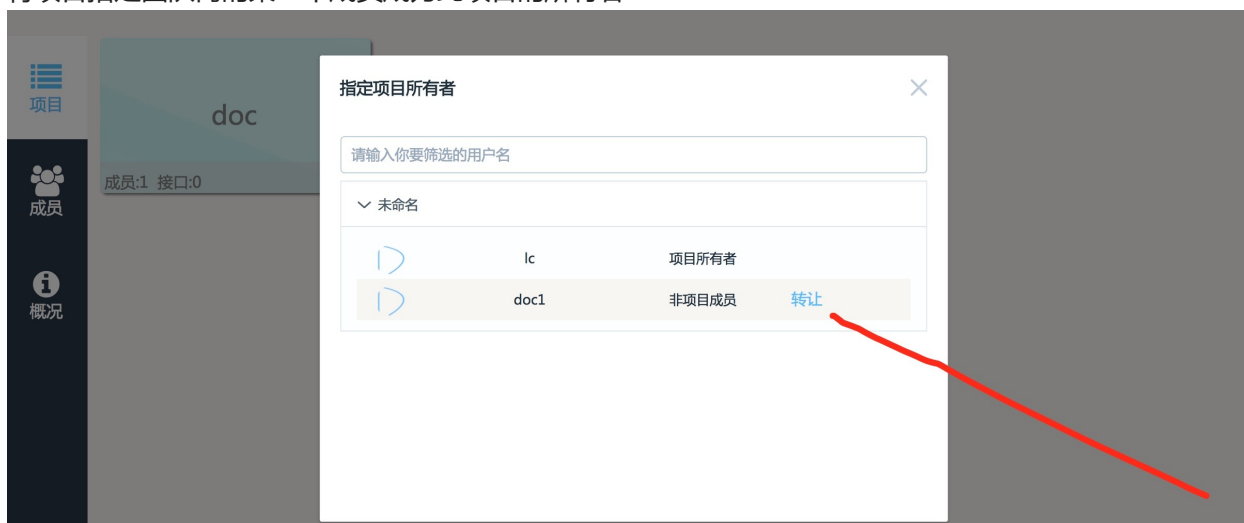 项目
doc
成员:1 接口:0
成员
概况
指定项目所有者
请输入你要筛选的用户名
未命名
lc 项目所有者
doc1 非项目成员 转让